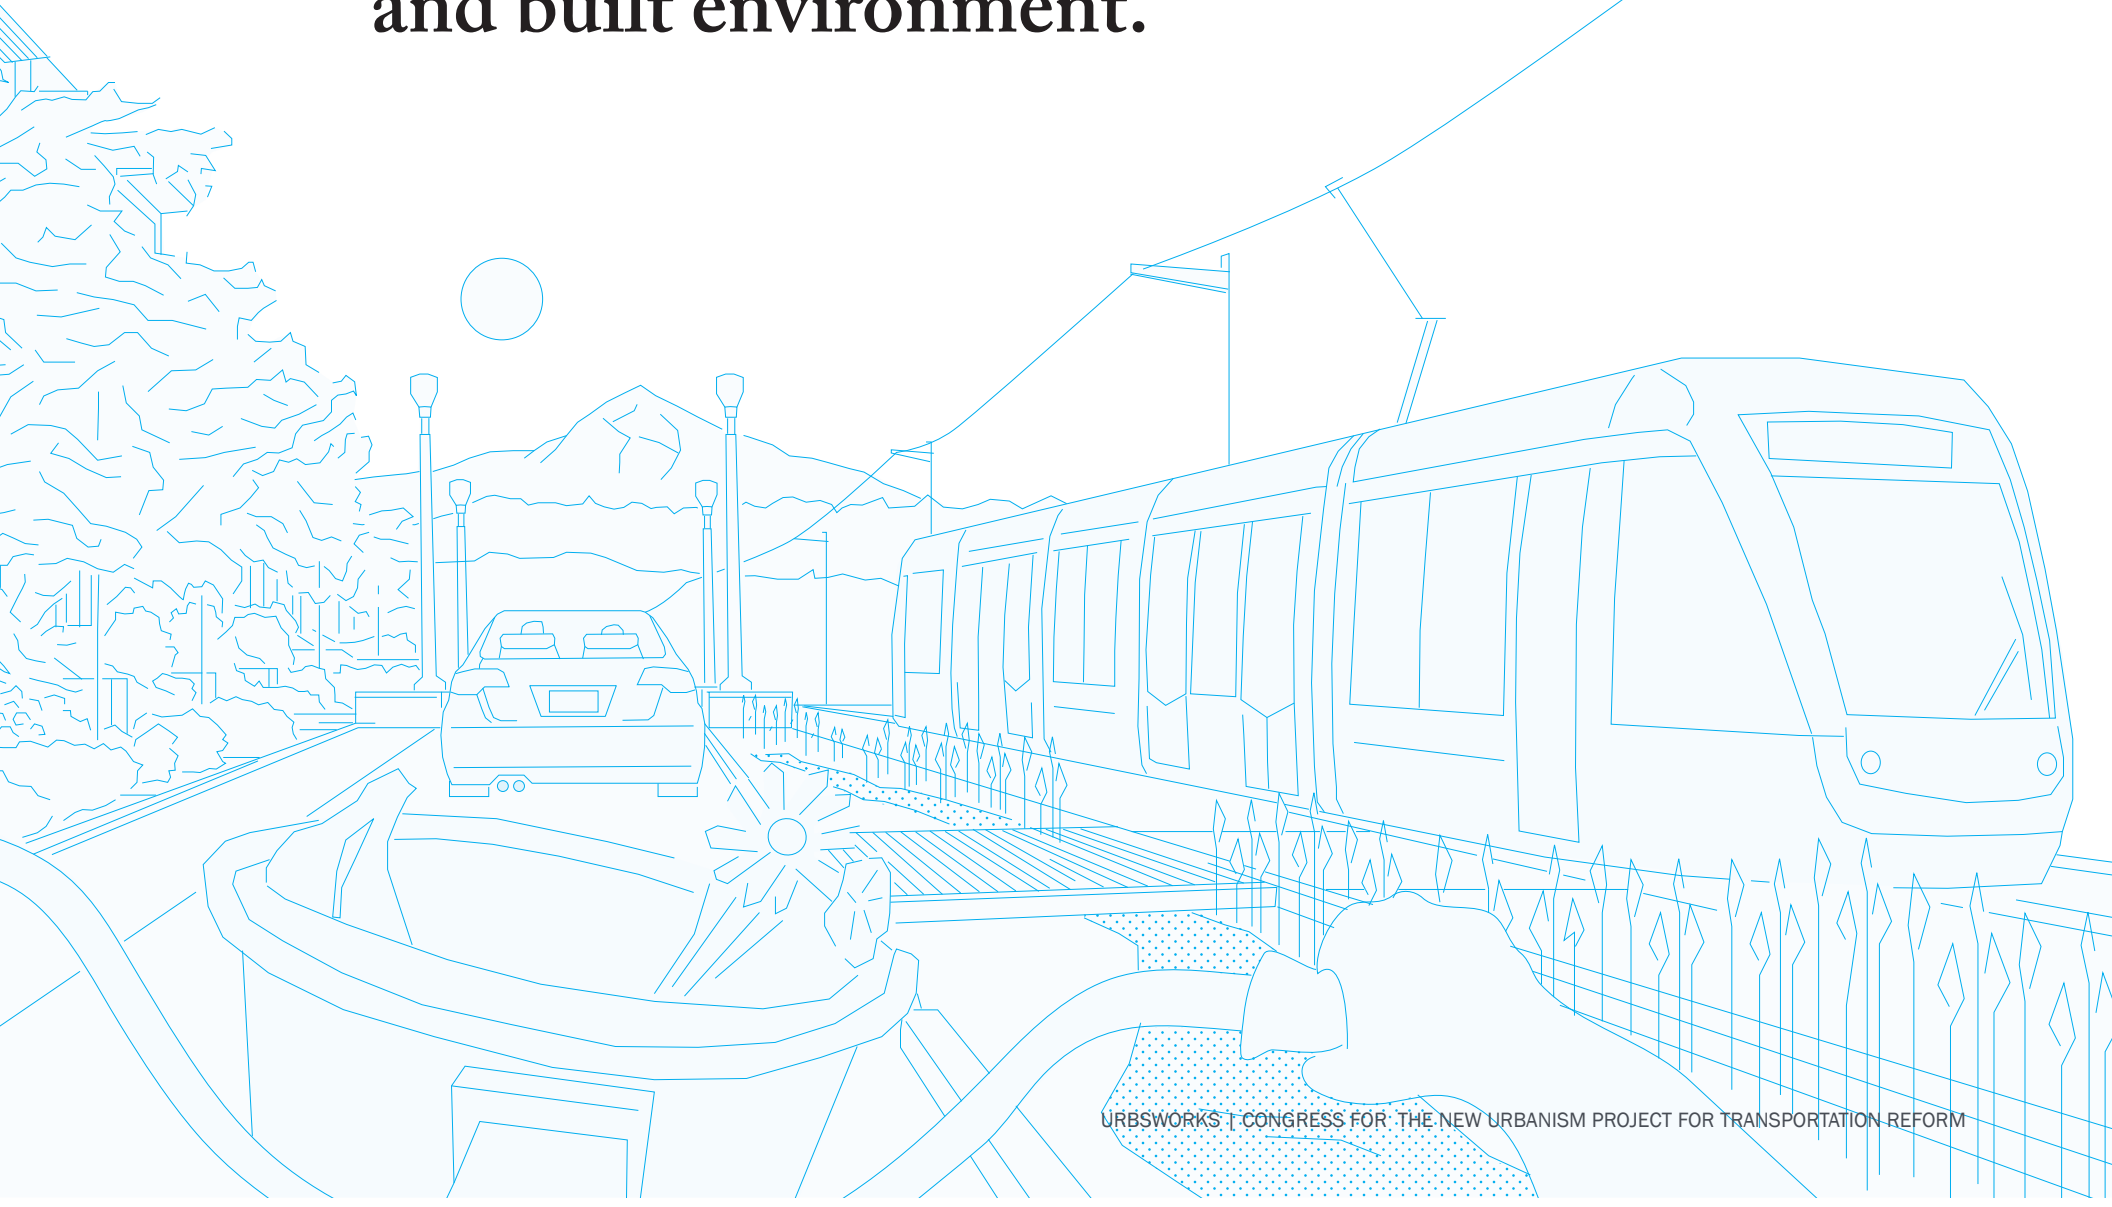 and built environment.
URBSWORKS | CONGRESS FOR THE NEW URBANISM PROJECT FOR TRANSPORTATION REFORM